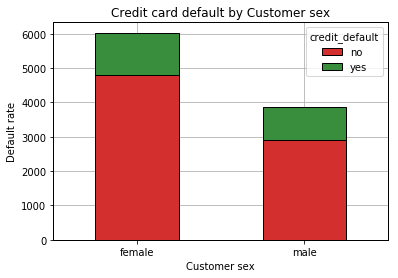 Credit card default by Customer sex
credit_default
no
yes
Default rate
6000
5000
4000
3000
2000
1000
0
female
male
Customer sex